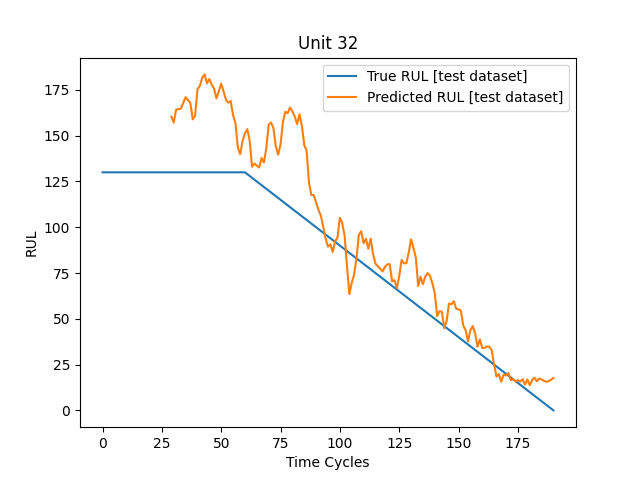 Unit 32
True RUL [test dataset]
Predicted RUL [test dataset]
175
150
125
100
75
50
25
0
RUL
0 25 50 75 100 125 150 175
Time Cycles